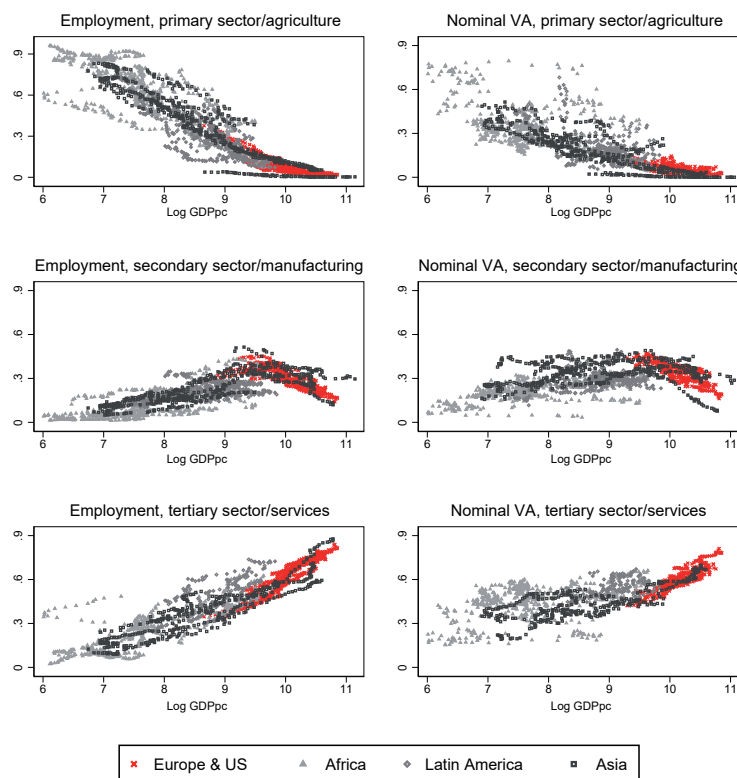 Employment, primary sector/agriculture
Nominal VA, primary sector/agriculture
.9
.6
.3
0
6 7 8 9 10 11
Log GDPpc
.9
.6
.3
0
6 7 8 9 10 11
Log GDPpc
Employment, secondary sector/manufacturing
Nominal VA, secondary sector/manufacturing
.9
.6
.3
0
6 7 8 9 10 11
Log GDPpc
.9
.6
.3
0
6 7 8 9 10 11
Log GDPpc
Employment, tertiary sector/services
Nominal VA, tertiary sector/services
.9
.6
.3
0
6 7 8 9 10 11
Log GDPpc
.9
.6
.3
0
6 7 8 9 10 11
Log GDPpc
Europe & US Africa Latin America Asia